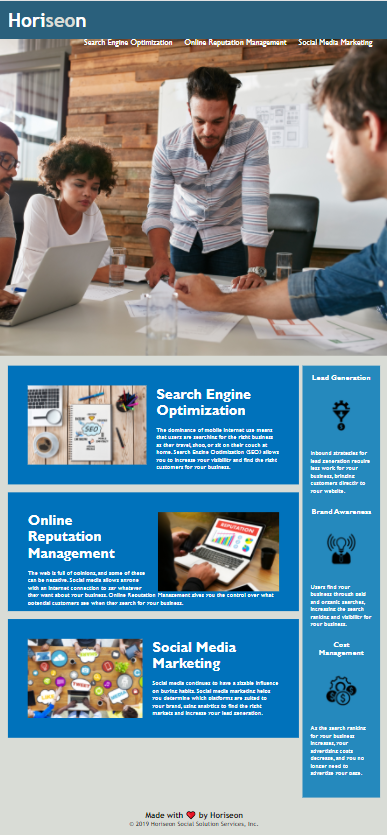 Horiseon
Search Engine Optimization
Online Reputation Management
Social Media Marketing
Search Engine
Optimization
The dominance of mobile internet use means
that users are searching for the right business
as they travel, shop, or sit on their couch at
home. Search Engine Optimization (SEO) allows
you to increase your visibility and find the right
customers for your business.
SEO
Online
Reputation
Management
The web is full of opinions, and some of these
can be negative. Social media allows anyone
with an internet connection to say whatever
they want about your business. Online Reputation Management gives you the control over what
potential customers see when they search for your business.
REPUTATION
Social Media
Marketing
Social media continues to have a sizable influence
on buying habits. Social media marketing helps
you determine which platforms are suited to
your brand, using analytics to find the right
markets and increase your lead generation.
TWEET
LIKE
Lead Generation
Inbound strategies for
lead generation require
less work for your
business, bringing
customers directly to
your website.
Brand Awareness
Users find your
business through paid
and organic searches,
increasing the search
ranking and visibility for
your business.
Cost
Management
As the search ranking
for your business
increases, your
advertising costs
decrease, and you no
longer need to
advertise your page.
Made with ❤️ by Horiseon
© 2019 Horiseon Social Solution Services, Inc.